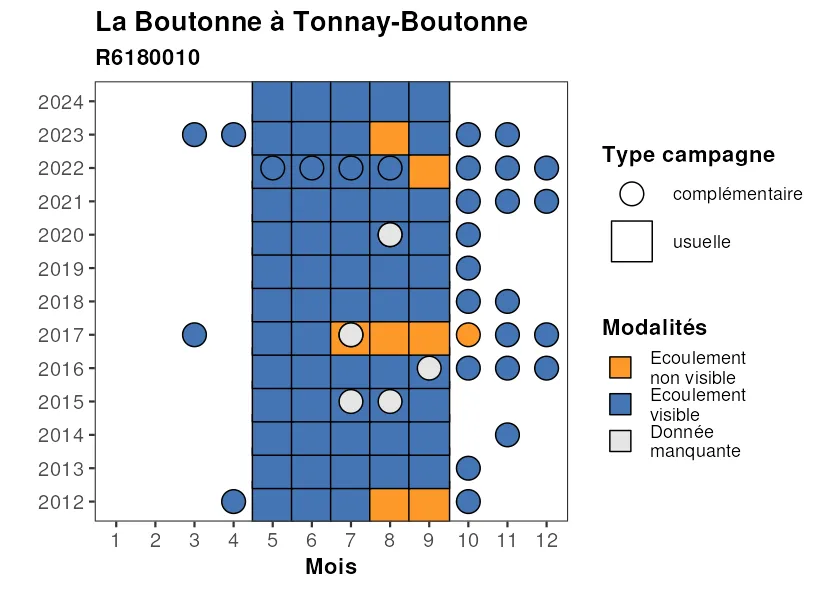 La Boutonne à Tonnay-Boutonne
R6180010
2024
2023
2022
2021
2020
2019
2018
2017
2016
2015
2014
2013
2012
1 2 3 4 5 6 7 8 9 10 11 12
Mois
Type campagne
complémentaire
usuelle
Modalités
Ecoulement
non visible
Ecoulement
visible
Donnée
manquante